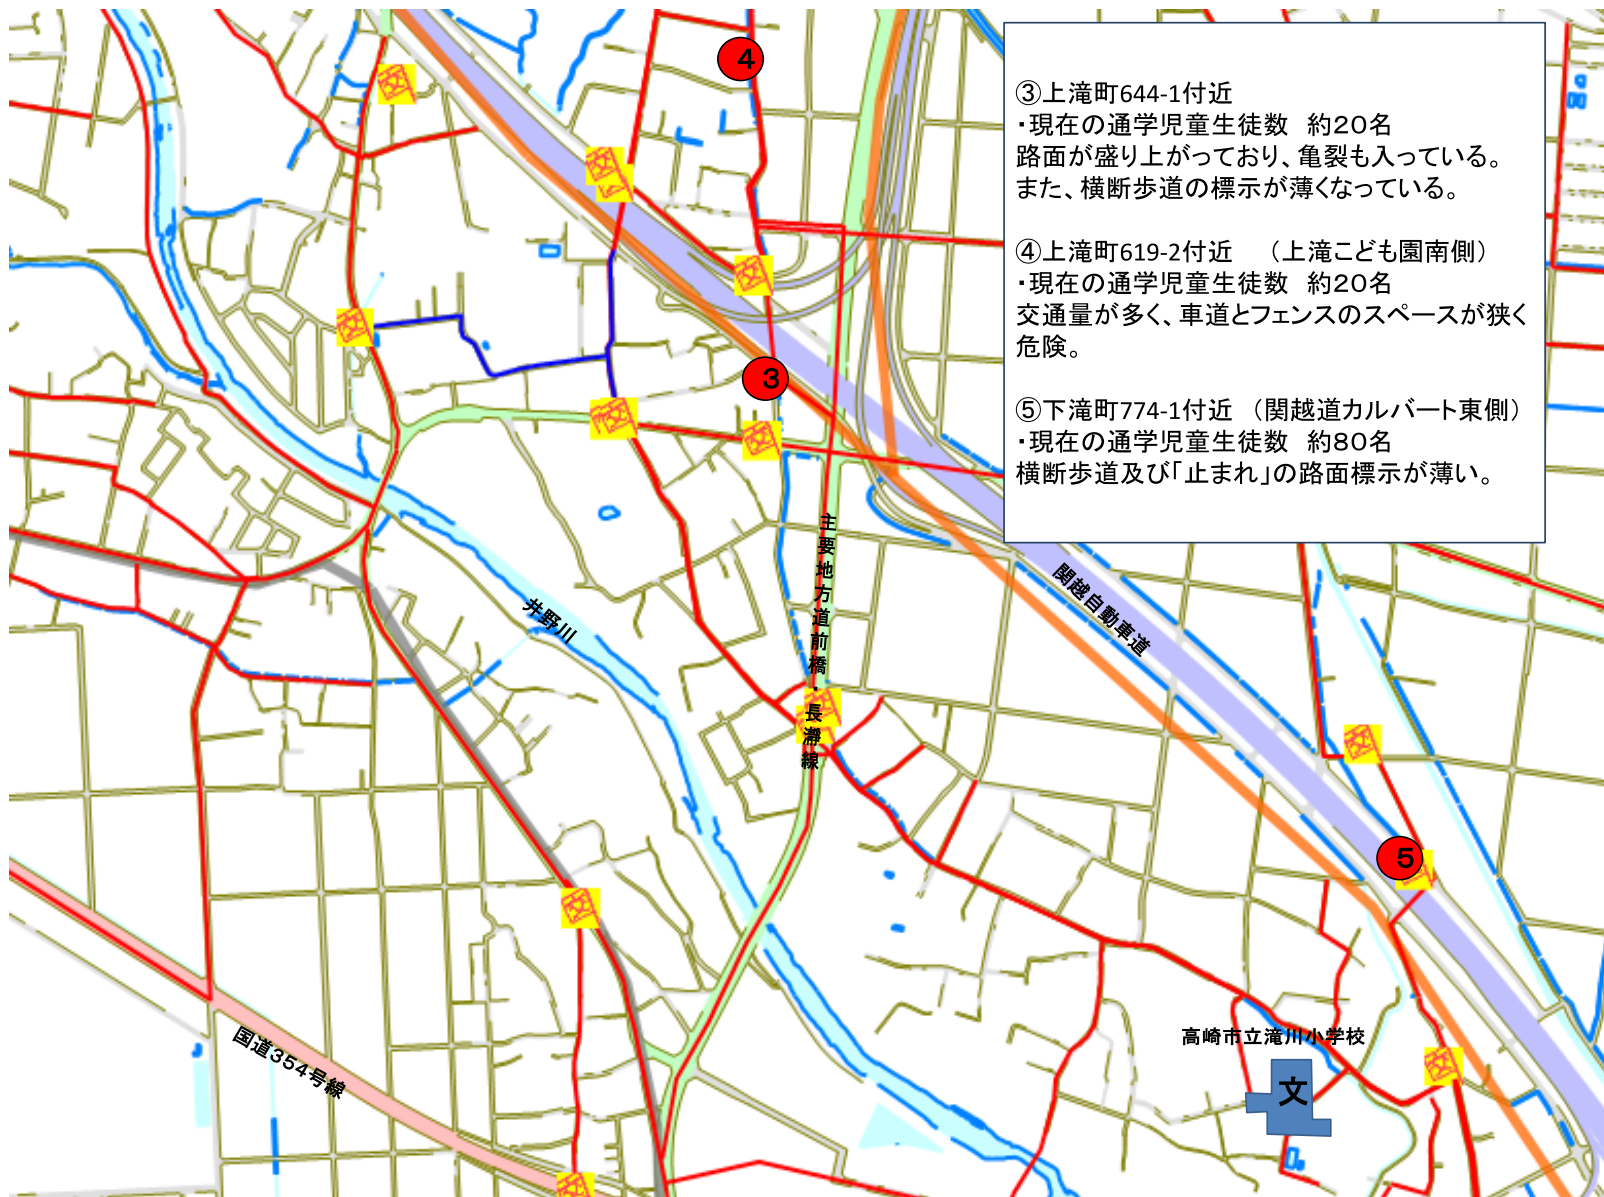 ④
③上滝町644-1付近
・現在の通学児童生徒数　約２０名
路面が盛り上がっており、亀裂も入っている。
また、横断歩道の標示が薄くなっている。
④上滝町619-2付近　（上滝こども園南側）
・現在の通学児童生徒数　約２０名
交通量が多く、車道とフェンスのスペースが狭く
危険。
⑤下滝町774-1付近　（関越道カルバート東側）
・現在の通学児童生徒数　約８０名
横断歩道及び「止まれ」の路面標示が薄い。
交
交
交
交
③
交
交
主要地方道前橋・長瀞線
関越自動車道
井野川
交
⑤
交
国道３５４号線
高崎市立滝川小学校
文
交
交